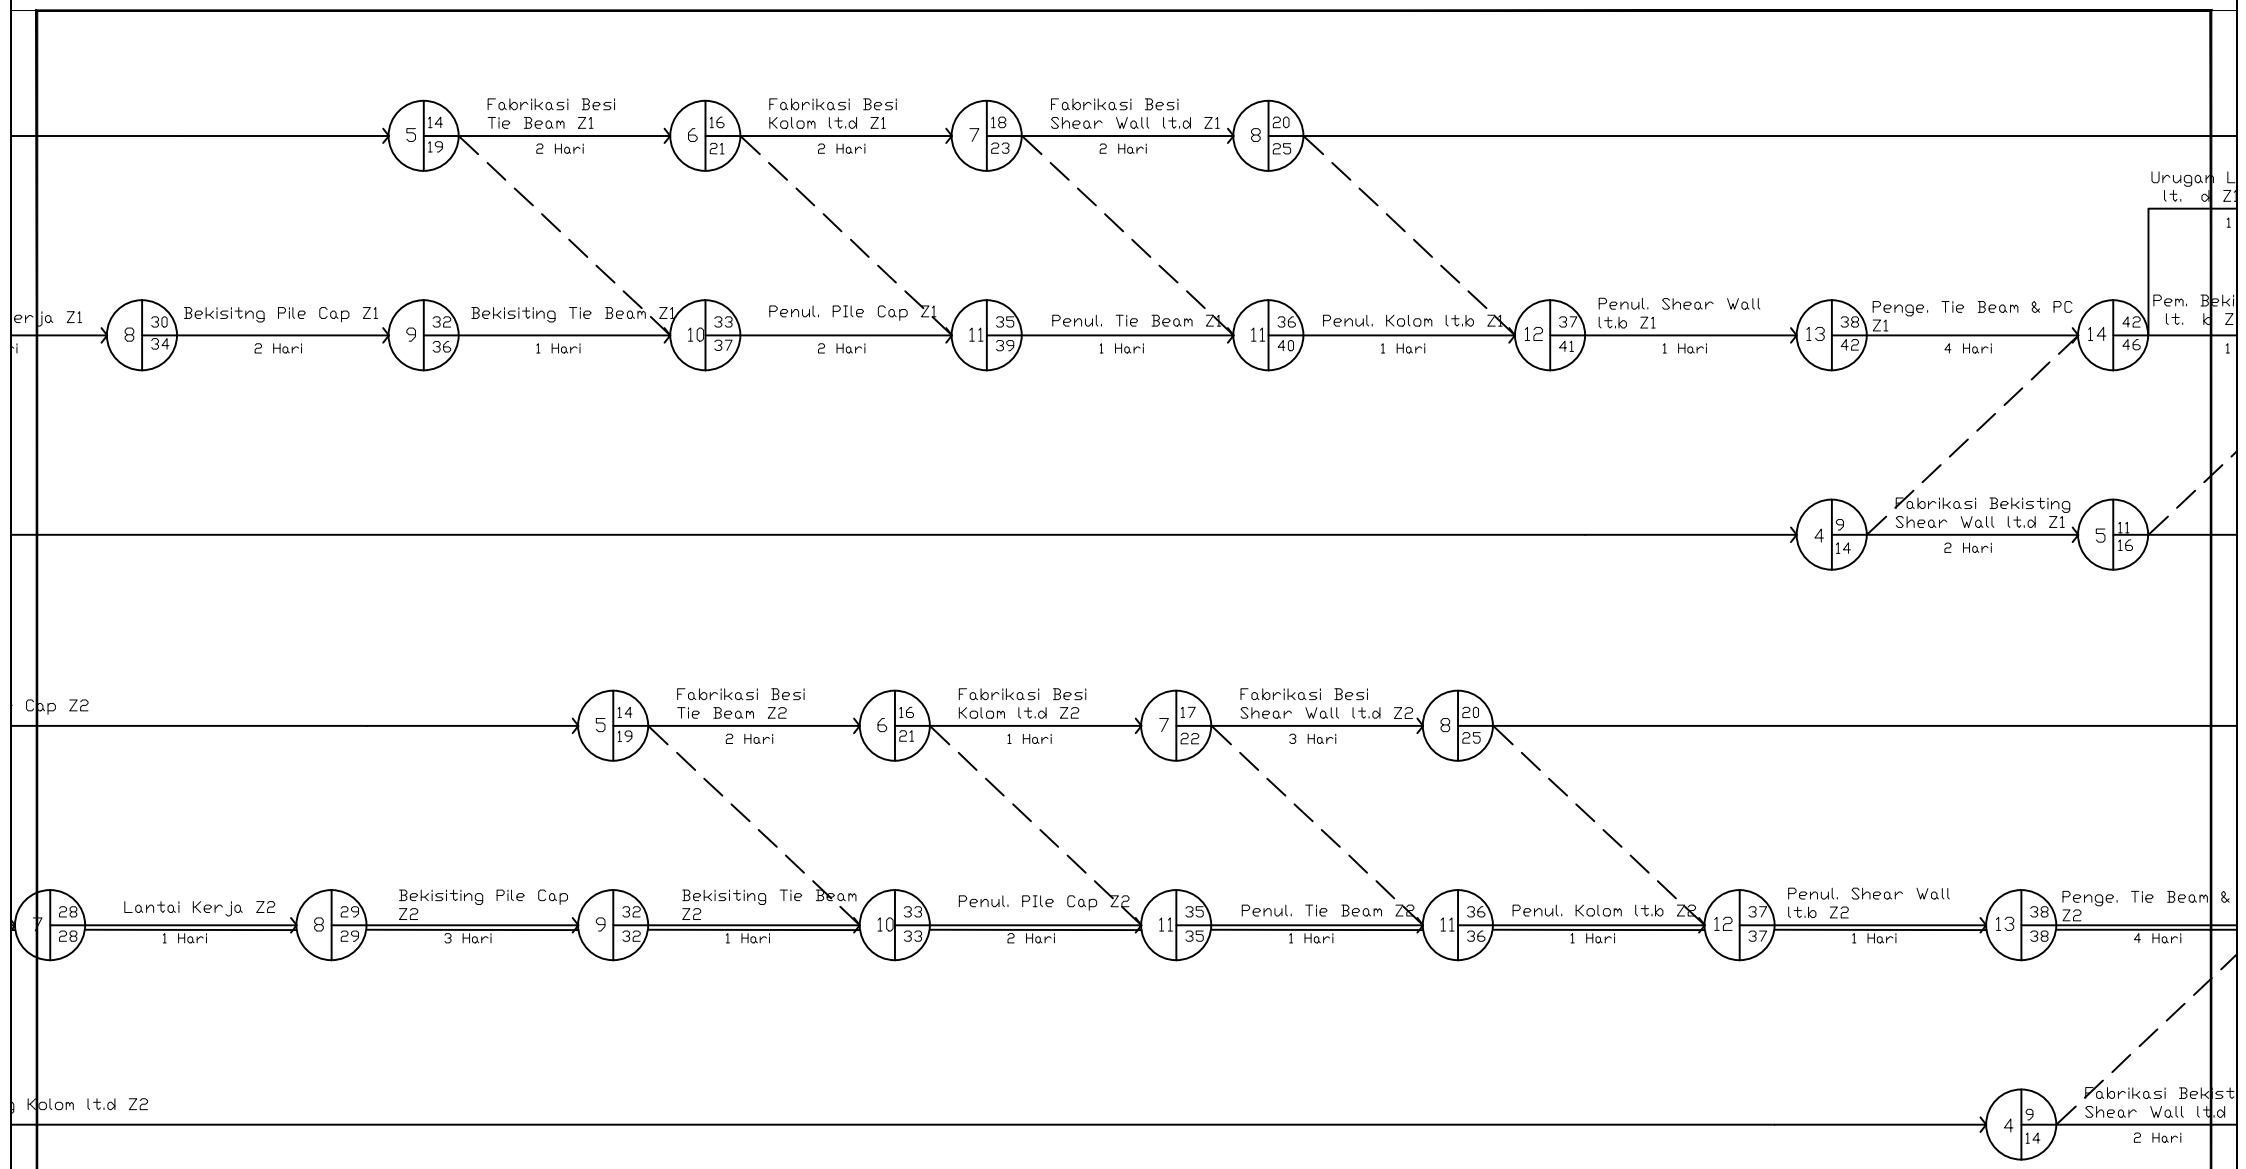 Fabrikasi Besi
Tie Beam Z1
2 Hari
Fabrikasi Besi
Kolom lt.d Z1
2 Hari
Fabrikasi Besi
Shear Wall lt.d Z1
2 Hari
5 14 19
6 16 21
7 18 23
8 20 25
Urugan L
lt. d Z1
1
erja Z1
Bekisitng Pile Cap Z1
2 Hari
Bekisiting Tie Beam Z1
1 Hari
Penul. PIle Cap Z1
2 Hari
Penul. Tie Beam Z1
1 Hari
Penul. Kolom lt.b Z1
1 Hari
Penul. Shear Wall
lt.b Z1
1 Hari
Penge. Tie Beam & PC
Z1
4 Hari
Pem. Beki
lt. b Z
1
8 30 34
9 32 36
10 33 37
11 35 39
11 36 40
12 37 41
13 38 42
14 42 46
Fabrikasi Bekisting
Shear Wall lt.d Z1
2 Hari
4 9 14
5 11 16
Cap Z2
Fabrikasi Besi
Tie Beam Z2
2 Hari
Fabrikasi Besi
Kolom lt.d Z2
1 Hari
Fabrikasi Besi
Shear Wall lt.d Z2
3 Hari
5 14 19
6 16 21
7 17 22
8 20 25
Lantai Kerja Z2
1 Hari
Bekisiting Pile Cap
Z2
3 Hari
Bekisiting Tie Beam
Z2
1 Hari
Penul. PIle Cap Z2
2 Hari
Penul. Tie Beam Z2
1 Hari
Penul. Kolom lt.b Z2
1 Hari
Penul. Shear Wall
lt.b Z2
1 Hari
Penge. Tie Beam &
Z2
4 Hari
7 28 28
8 29 29
9 32 32
10 33 33
11 35 35
11 36 36
12 37 37
13 38 38
Kolom lt.d Z2
Fabrikasi Bekist
Shear Wall lt.d
2 Hari
4 9 14